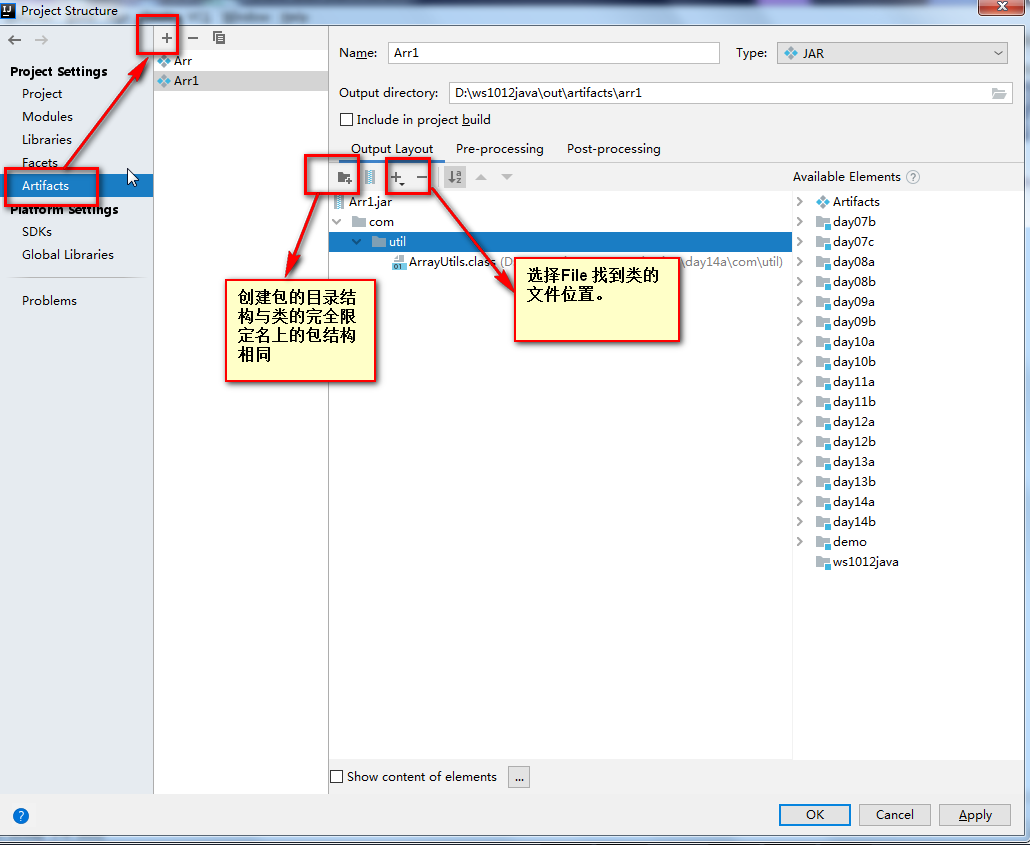 Project Structure
Project Settings
Project
Modules
Libraries
Facets
Artifacts
Platform Settings
SDKs
Global Libraries
Problems
Arr
Arr1
Name: Arr1 Type: JAR
Output directory: D:\ws1012java\out\artifacts\arr1
Include in project build
Output Layout Pre-processing Post-processing
Arr1.jar
com
util
ArrayUtils.class (D \day14a\com\util)
创建包的目录结
构与类的完全限
定名上的包结构
相同
选择File 找到类的
文件位置。
Available Elements ?
Artifacts
day07b
day07c
day08a
day08b
day09a
day09b
day10a
day10b
day11a
day11b
day12a
day12b
day13a
day13b
day14a
day14b
demo
ws1012java
Show content of elements ...
? OK Cancel Apply